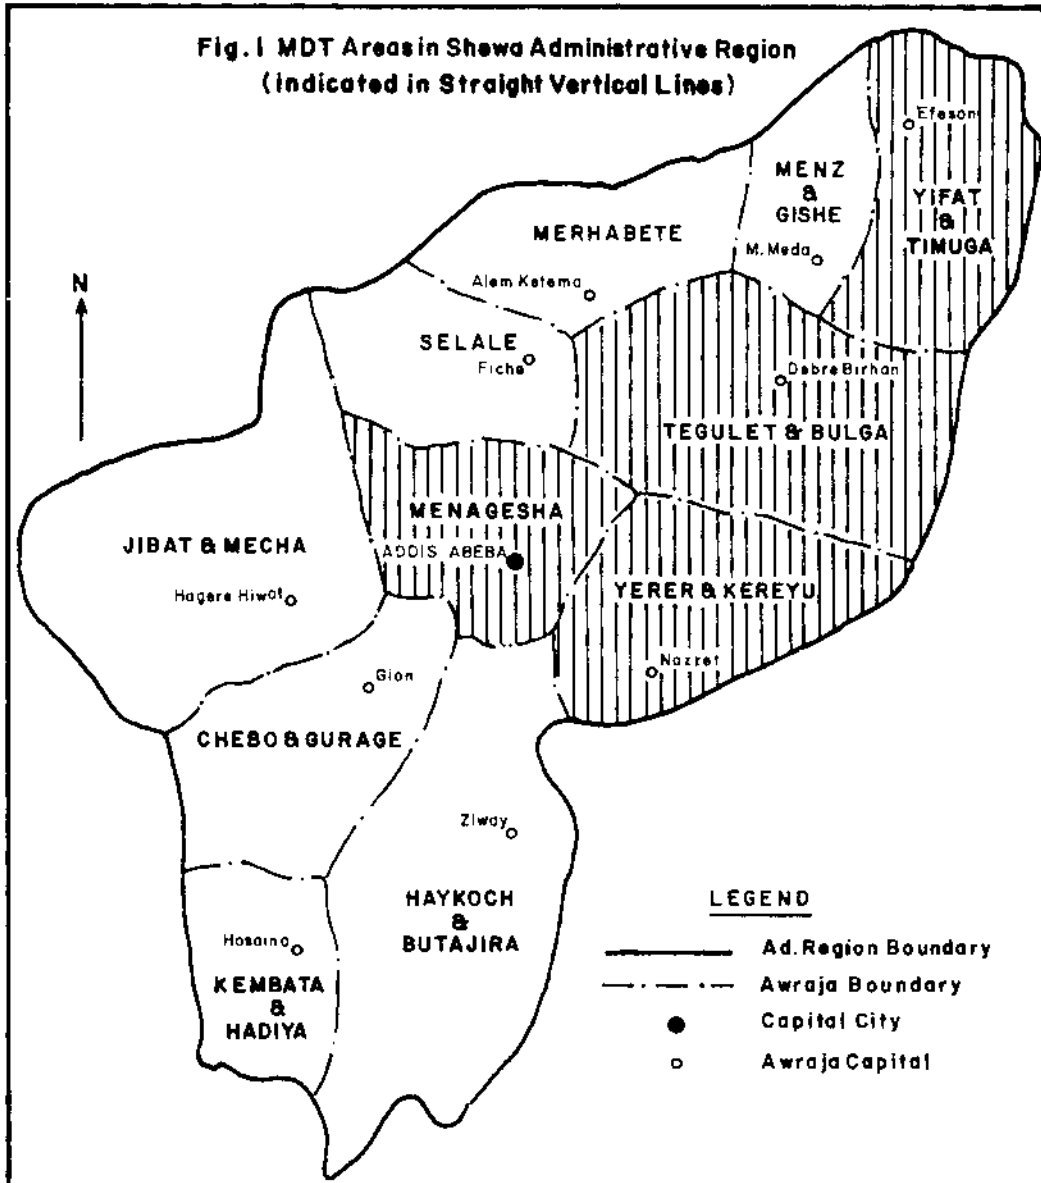 Fig. 1 MDT Areas in Shewa Administrative Region
(indicated in Straight Vertical Lines)
N
Efeson
YIFAT
&
TIMUGA
MENZ
&
GISHE
M. Meda
MERHABETE
Alem Ketema
SELALE
Fiche
Debre Birhan
TEGULET & BULGA
MENAGESHA
ADDIS ABEBA
JIBAT & MECHA
Hagere Hiwat
YERER & KEREYU
Nazret
Gion
CHEBO & GURAGE
Ziway
HAYKOCH
&
BUTAJIRA
Hosaina
KEMBATA
&
HADIYA
LEGEND
Ad. Region Boundary
Awraja Boundary
Capital City
Awraja Capital